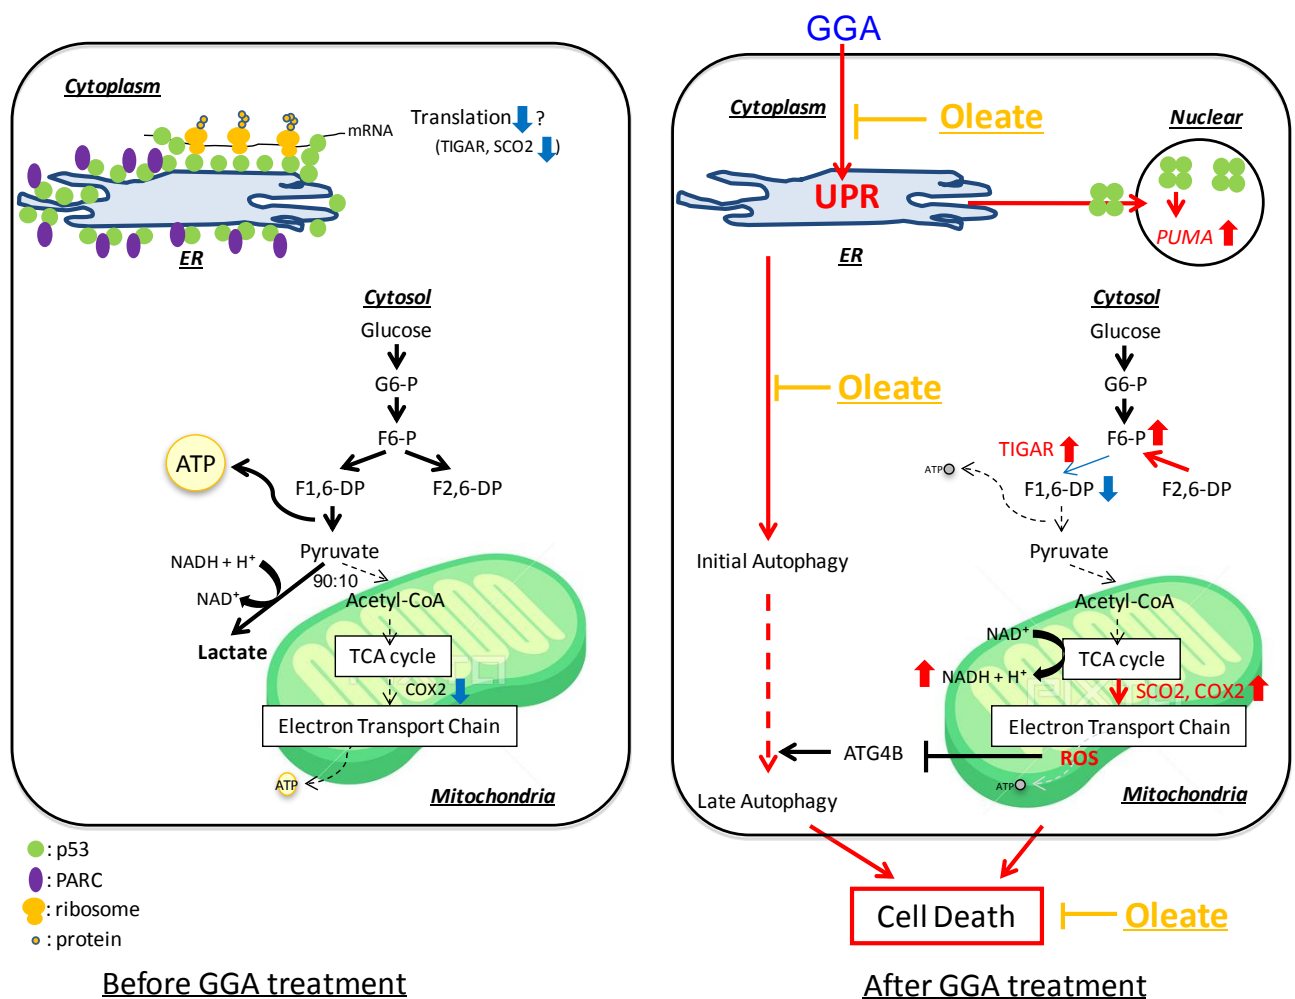 Cytoplasm
mRNA
Translation ?
(TIGAR, SCO2 )
ER
Cytosol
Glucose
G6-P
F6-P
ATP
F1,6-DP
F2,6-DP
Pyruvate
NADH + H+
90:10
NAD+
Acetyl-CoA
Lactate
TCA cycle
COX2
Electron Transport Chain
ATP
Mitochondria
: p53
: PARC
: ribosome
: protein
Before GGA treatment
GGA
Cytoplasm
Oleate
Nuclear
UPR
PUMA
ER
Cytosol
Glucose
G6-P
Oleate
F6-P
TIGAR
ATP
F1,6-DP
F2,6-DP
Initial Autophagy
Pyruvate
Acetyl-CoA
NAD+
TCA cycle
NADH + H+
SCO2, COX2
Electron Transport Chain
ATG4B
ROS
ATP
Late Autophagy
Mitochondria
Cell Death
Oleate
After GGA treatment